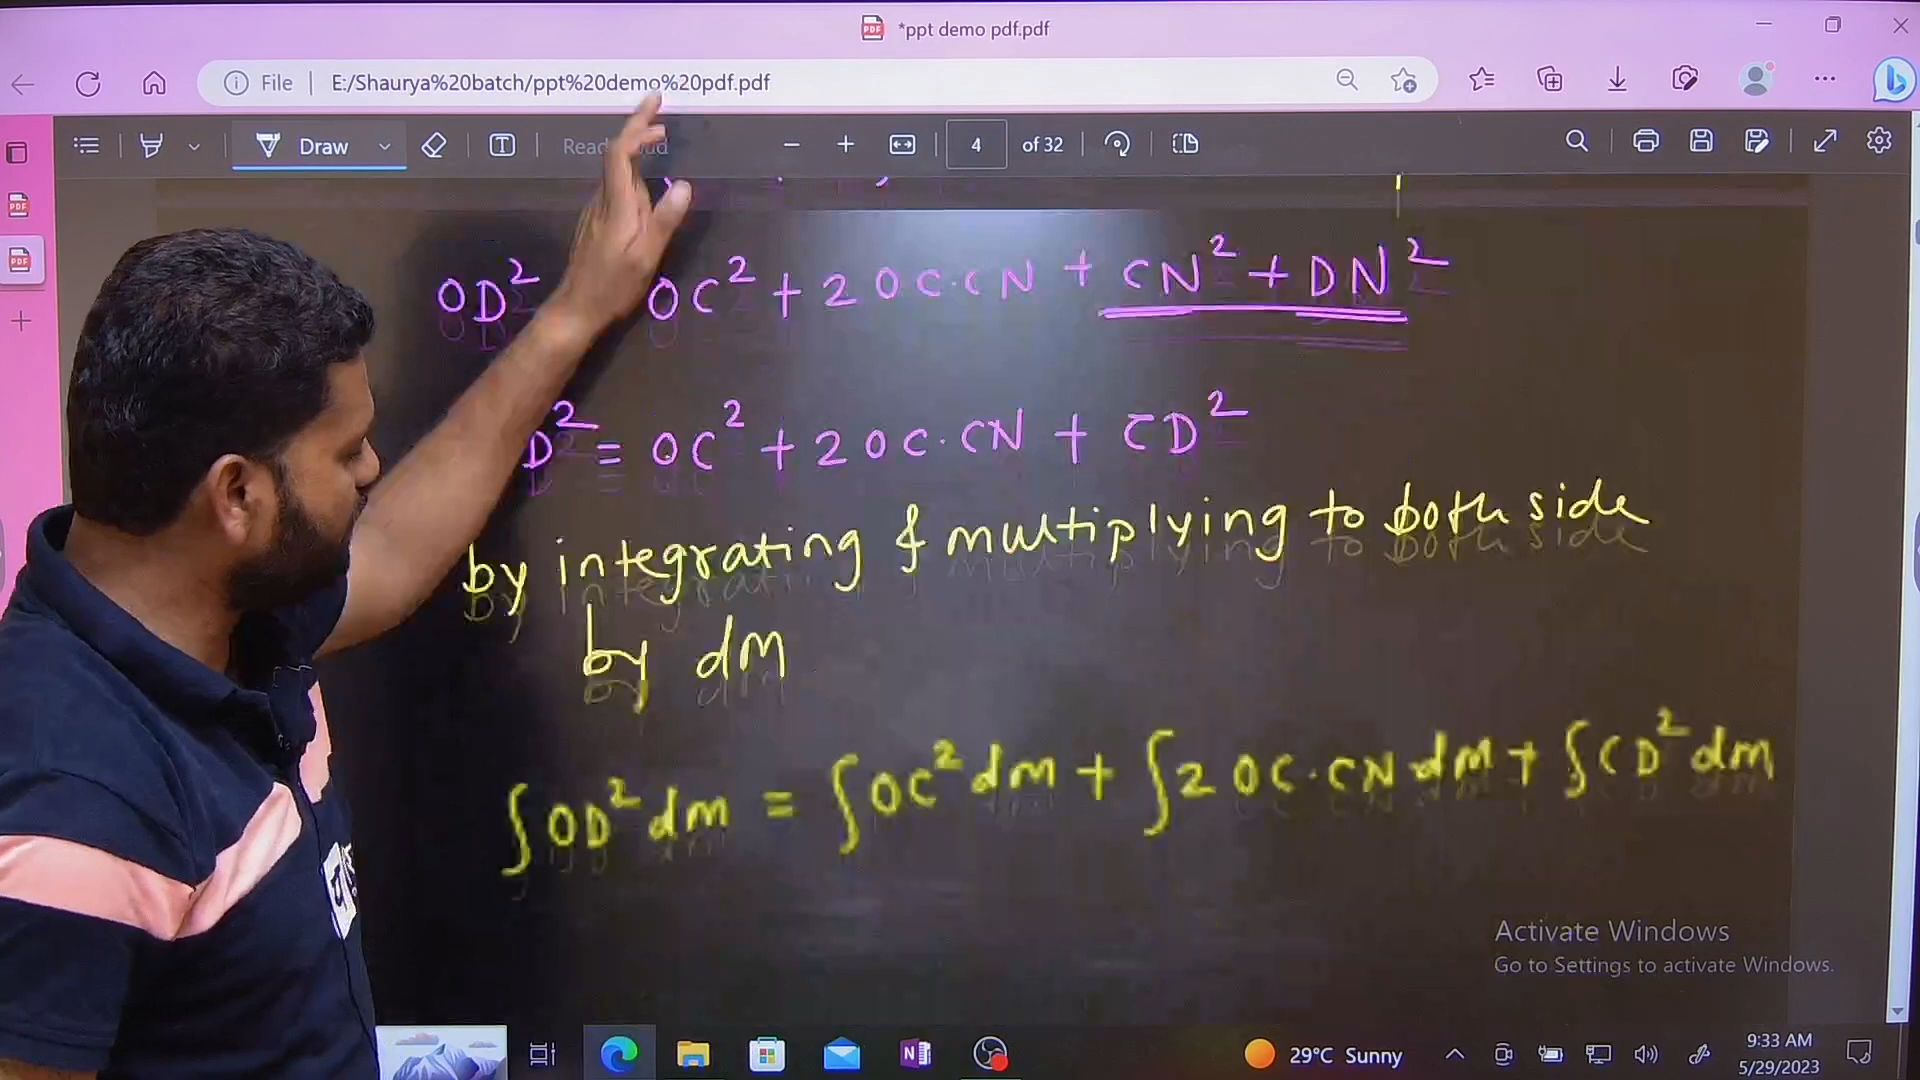 *ppt demo pdf.pdf
File | E:/Shaurya%20batch/ppt%20demo%20pdf.pdf
Draw
4 of 32
OD² OC² + 2OC.CN + CN² + DN²
D² = OC² + 2OC.CN + CD²
by integrating & multiplying to both side
by dm
∫OD²dm = ∫OC²dm + ∫2OC.CN dm + ∫CD²dm
Activate Windows
Go to Settings to activate Windows.
29°C Sunny
9:33 AM
5/29/2023